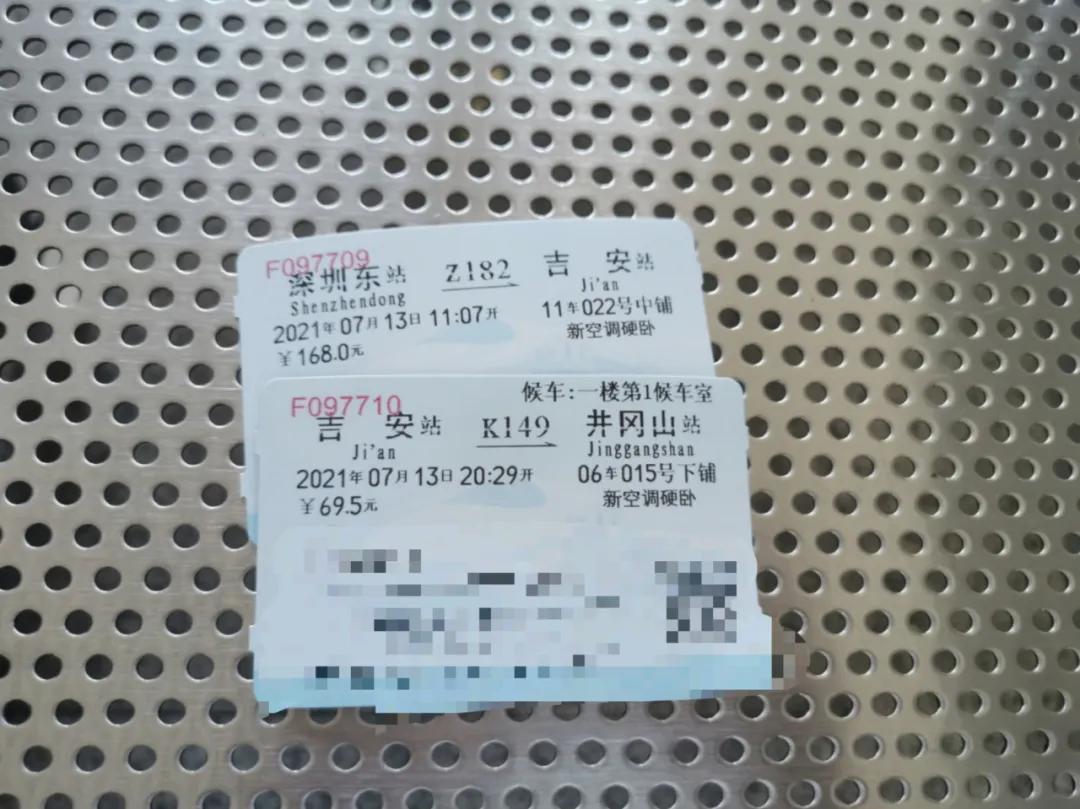 F097709
深圳东站 Z182 吉安站
Shenzhendong Ji'an
2021年07月13日 11:07开 11车022号中铺
¥168.0元 新空调硬卧
候车:一楼第1候车室
F097710
吉安站 K149 井冈山站
Ji'an Jinggangshan
2021年07月13日 20:29开 06车015号下铺
¥69.5元 新空调硬卧